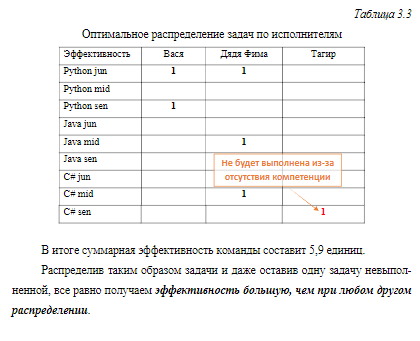 Таблица 3.3
Оптимальное распределение задач по исполнителям
Эффективность Вася Дядя Фима Тагир
Python jun 1 1
Python mid
Python sen 1
Java jun
Java mid 1
Java sen
Не будет выполнена из-за
отсутствия компетенции
C# jun
C# mid 1
C# sen 1
В итоге суммарная эффективность команды составит 5,9 единиц.
Распределив таким образом задачи и даже оставив одну задачу невыпол-
ненной, все равно получаем эффективность большую, чем при любом другом
распределении.